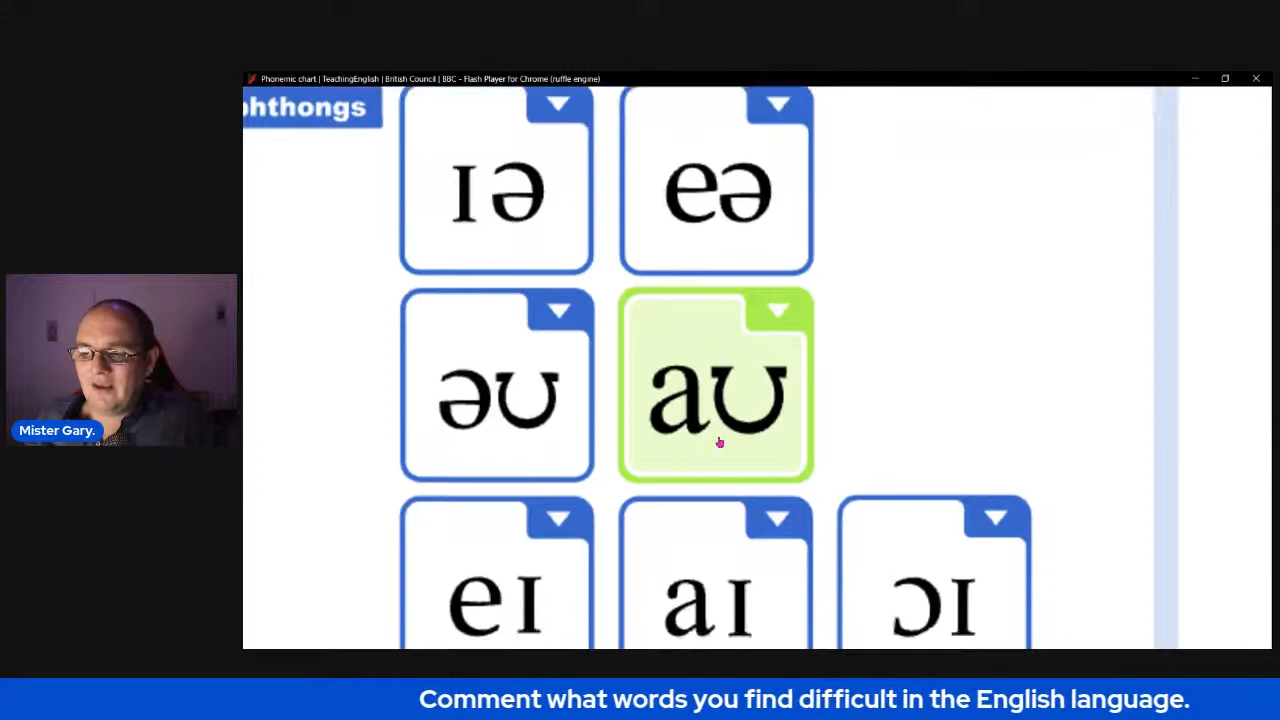 Phonemic chart | TeachingEnglish | British Council | BBC - Flash Player for Chrome (ruffle engine)
phthongs
ɪə
eə
əʊ
aʊ
eɪ
aɪ
ɔɪ
Mister Gary.
Comment what words you find difficult in the English language.